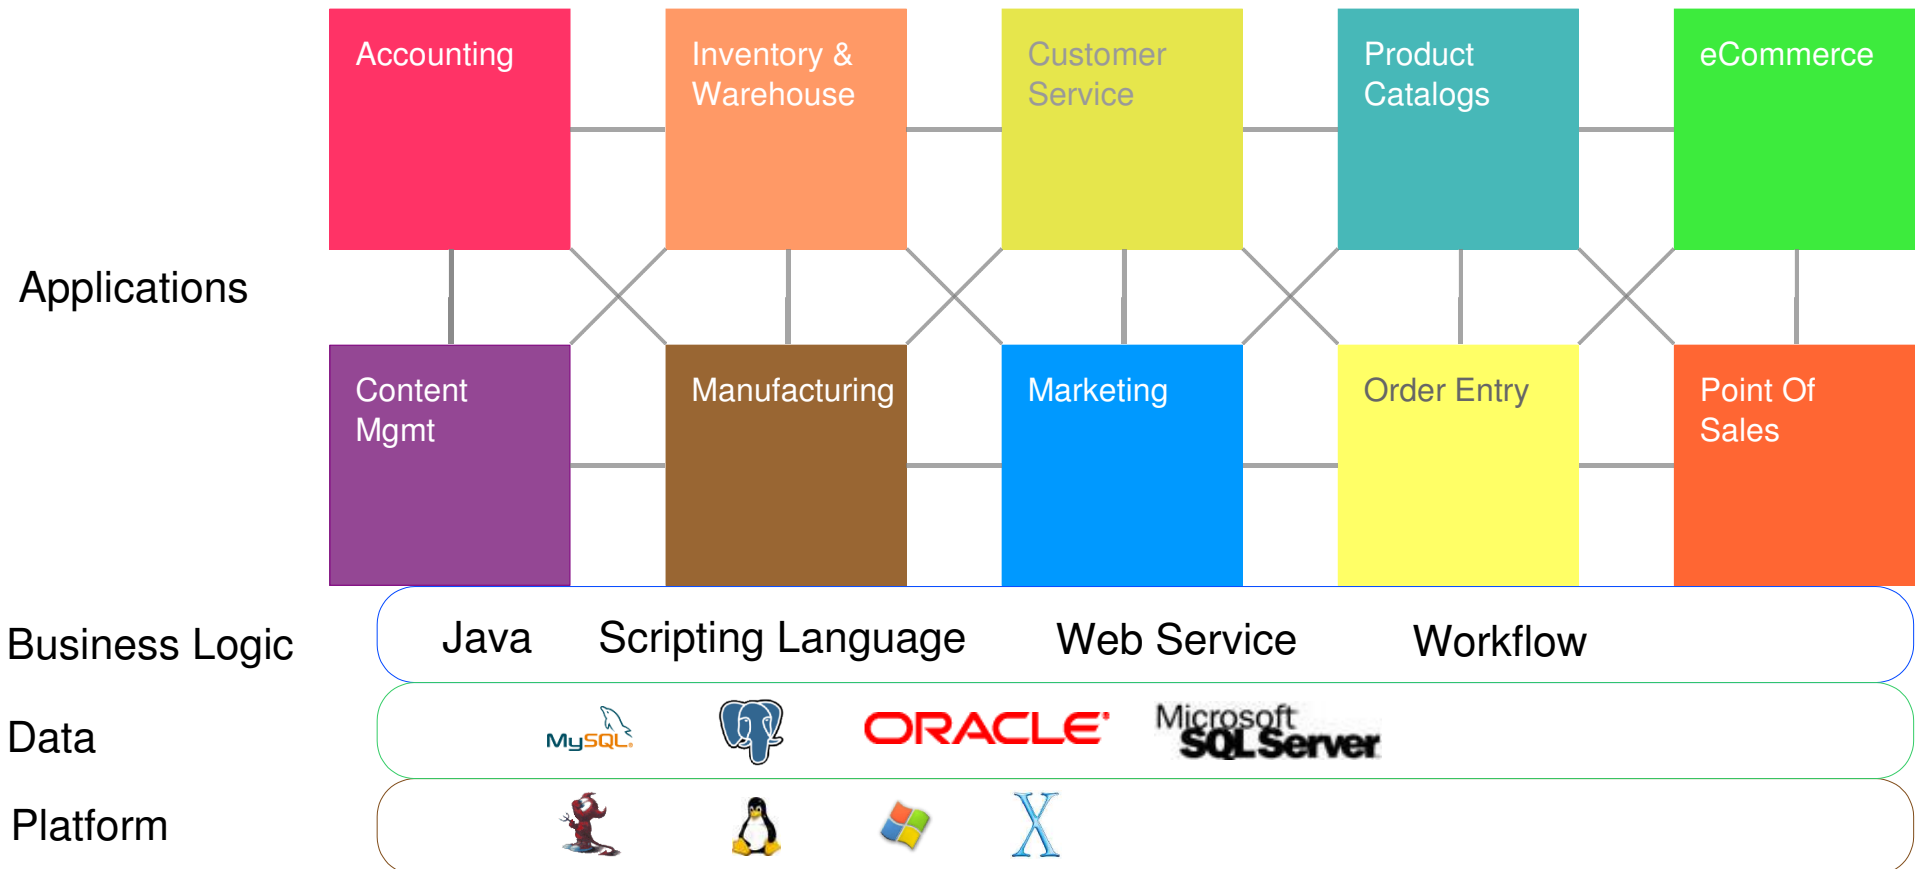 Accounting
Inventory &
Warehouse
Customer
Service
Product
Catalogs
eCommerce
Applications
Content
Mgmt
Manufacturing
Marketing
Order Entry
Point Of
Sales
Business Logic
Java
Scripting Language
Web Service
Workflow
Data
MySQL
ORACLE
Microsoft
SQL Server
Platform
X